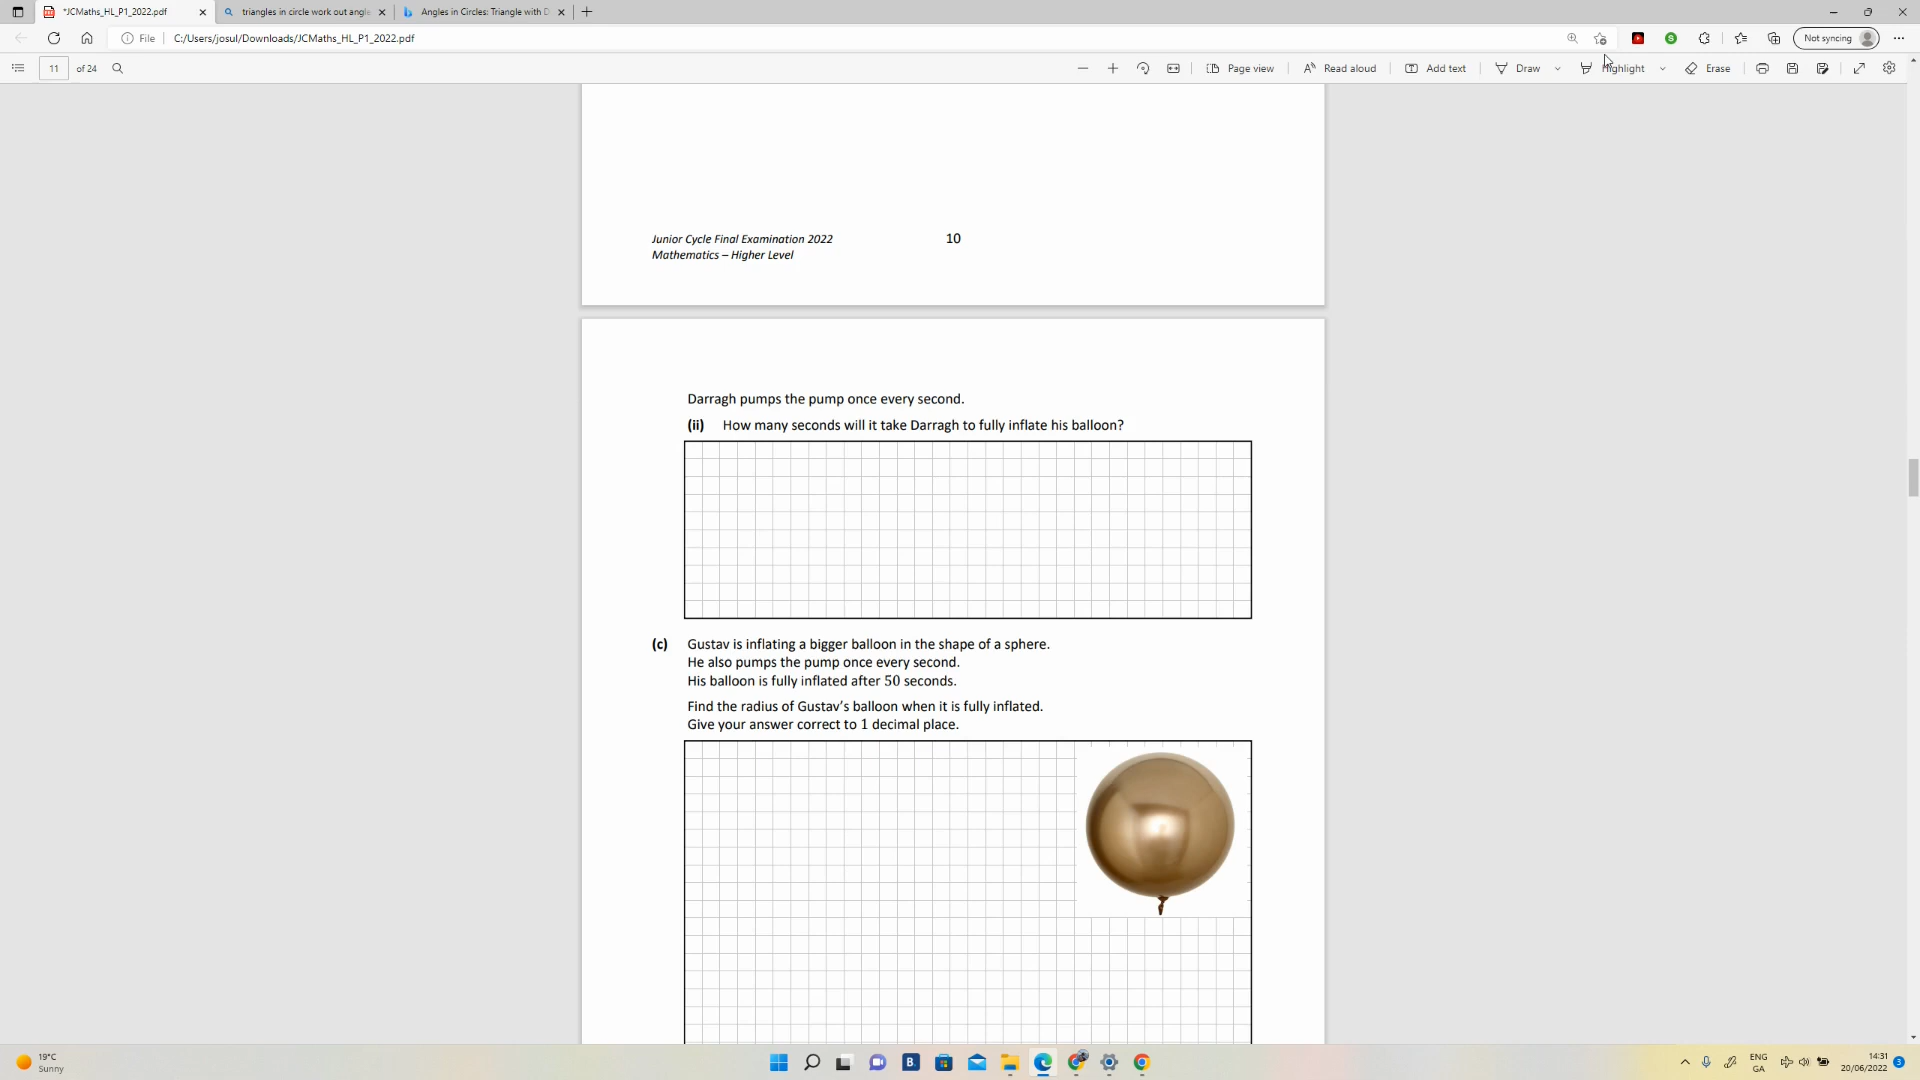 *JCMaths_HL_P1_2022.pdf
triangles in circle work out angle
Angles in Circles: Triangle with D
File
C:/Users/josul/Downloads/JCMaths_HL_P1_2022.pdf
Not syncing
11 of 24
Page view
Read aloud
Add text
Draw
Highlight
Erase
Junior Cycle Final Examination 2022
10
Mathematics – Higher Level
Darragh pumps the pump once every second.
(ii) How many seconds will it take Darragh to fully inflate his balloon?
(c) Gustav is inflating a bigger balloon in the shape of a sphere.
He also pumps the pump once every second.
His balloon is fully inflated after 50 seconds.
Find the radius of Gustav’s balloon when it is fully inflated.
Give your answer correct to 1 decimal place.
19°C
Sunny
ENG
GA
14:31
20/06/2022
3